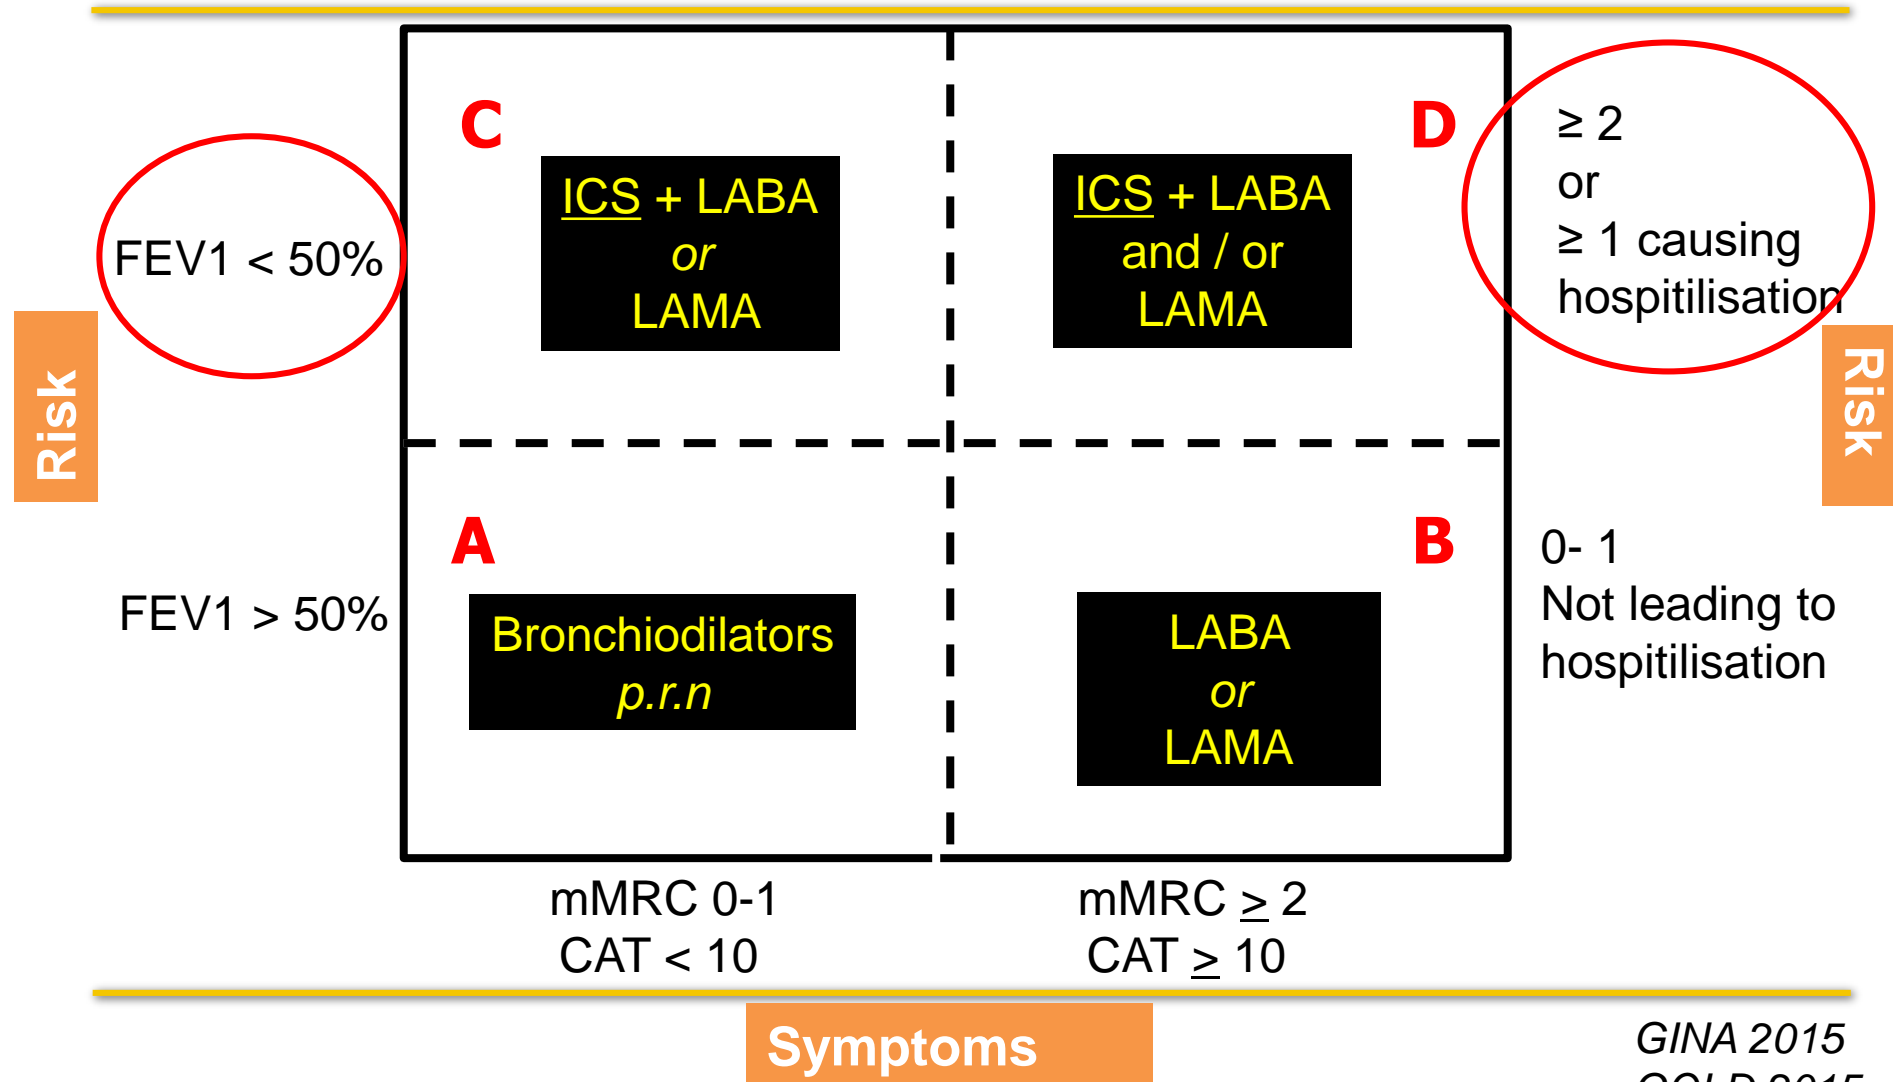 C
ICS + LABA
or
LAMA
D
ICS + LABA
and / or
LAMA
≥ 2
or
≥ 1 causing
hospitilisation
FEV1 < 50%
Risk
Risk
A
Bronchiodilators
p.r.n
B
LABA
or
LAMA
FEV1 > 50%
0- 1
Not leading to
hospitilisation
mMRC 0-1
CAT < 10
mMRC ≥ 2
CAT ≥ 10
Symptoms
GINA 2015
GOLD 2015